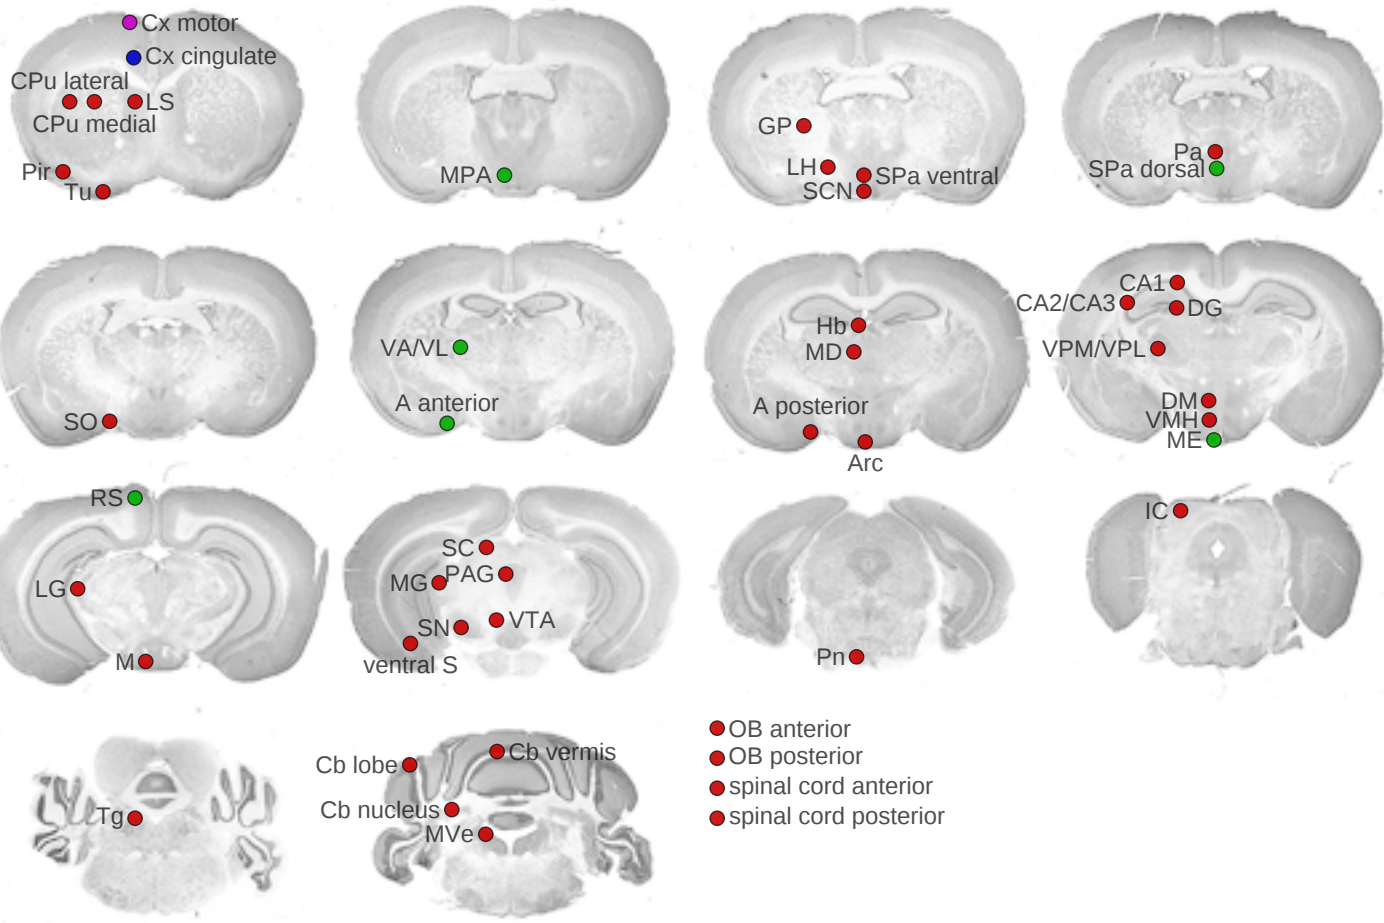 Cx motor
Cx cingulate
CPu lateral
LS
CPu medial
Pir
Tu
MPA
GP
LH
SPa ventral
SCN
Pa
SPa dorsal
SO
VA/VL
A anterior
Hb
MD
A posterior
Arc
CA1
CA2/CA3
DG
VPM/VPL
DM
VMH
ME
RS
LG
M
SC
MG
PAG
SN
VTA
ventral S
Pn
IC
Tg
Cb vermis
Cb lobe
Cb nucleus
MVe
OB anterior
OB posterior
spinal cord anterior
spinal cord posterior